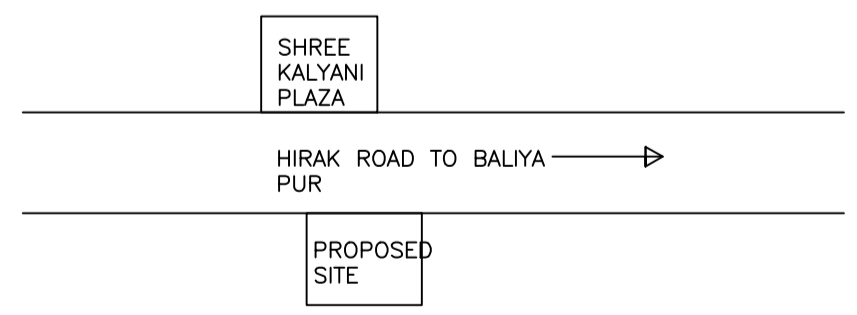 SHREE
KALYANI
PLAZA
HIRAK ROAD TO BALIYA
PUR
PROPOSED
SITE